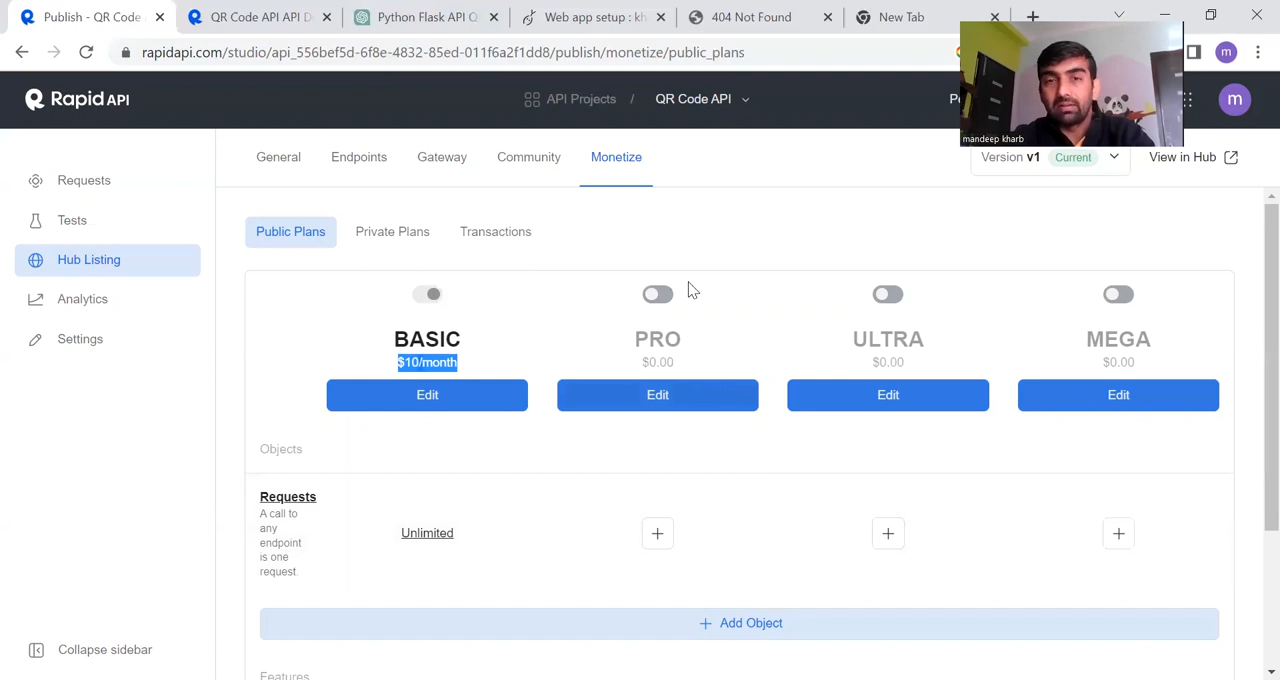 Publish - QR Code
QR Code API API D
Python Flask API Q
Web app setup : kh
404 Not Found
New Tab
rapidapi.com/studio/api_556bef5d-6f8e-4832-85ed-011f6a2f1dd8/publish/monetize/public_plans
m
Rapid API
API Projects / QR Code API
m
mandeep kharb
General
Endpoints
Gateway
Community
Monetize
Version v1 Current
View in Hub
Requests
Tests
Hub Listing
Analytics
Settings
Collapse sidebar
Public Plans
Private Plans
Transactions
BASIC
PRO
ULTRA
MEGA
$10/month
$0.00
$0.00
$0.00
Edit
Edit
Edit
Edit
Objects
Requests
A call to
any
endpoint
is one
request.
Unlimited
+
+
+
+ Add Object
Features